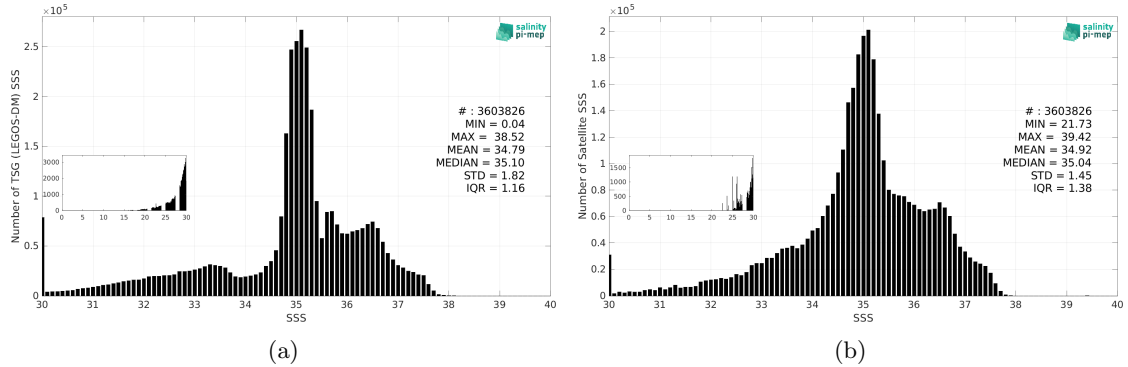 ×10^5
salinity
pi-mep
Number of TSG (LEGOS-DM) SSS
2.5
2
1.5
1
0.5
0
# : 3603826
MIN = 0.04
MAX = 38.52
MEAN = 34.79
MEDIAN = 35.10
STD = 1.82
IQR = 1.16
3000
2000
1000
0
0 5 10 15 20 25 30
30 31 32 33 34 35 36 37 38 39 40
SSS
(a)
×10^5
salinity
pi-mep
Number of Satellite SSS
2
1.8
1.6
1.4
1.2
1
0.8
0.6
0.4
0.2
0
# : 3603826
MIN = 21.73
MAX = 39.42
MEAN = 34.92
MEDIAN = 35.04
STD = 1.45
IQR = 1.38
1500
1000
500
0
0 5 10 15 20 25 30
30 31 32 33 34 35 36 37 38 39 40
SSS
(b)